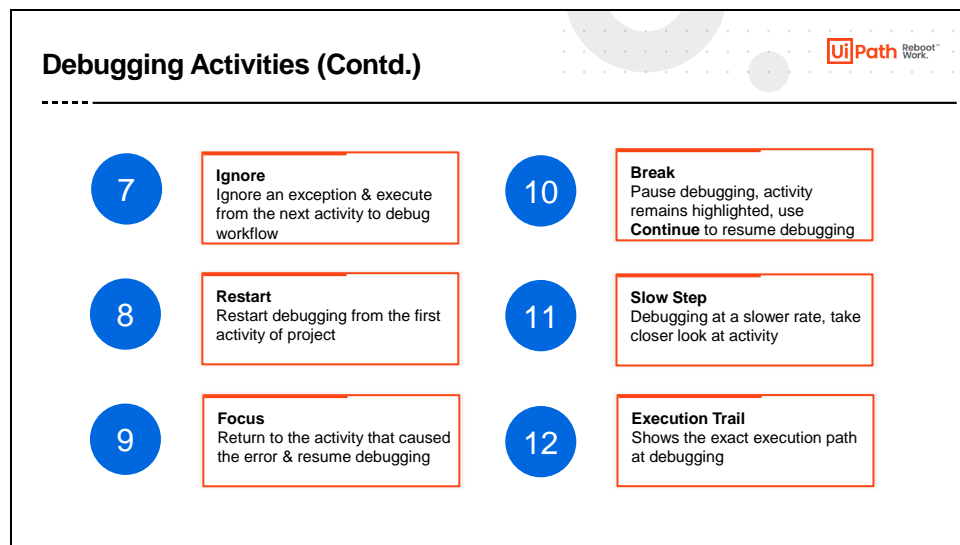 Debugging Activities (Contd.)
UiPath Reboot™
Work.
7
Ignore
Ignore an exception & execute
from the next activity to debug
workflow
8
Restart
Restart debugging from the first
activity of project
9
Focus
Return to the activity that caused
the error & resume debugging
10
Break
Pause debugging, activity
remains highlighted, use
Continue to resume debugging
11
Slow Step
Debugging at a slower rate, take
closer look at activity
12
Execution Trail
Shows the exact execution path
at debugging